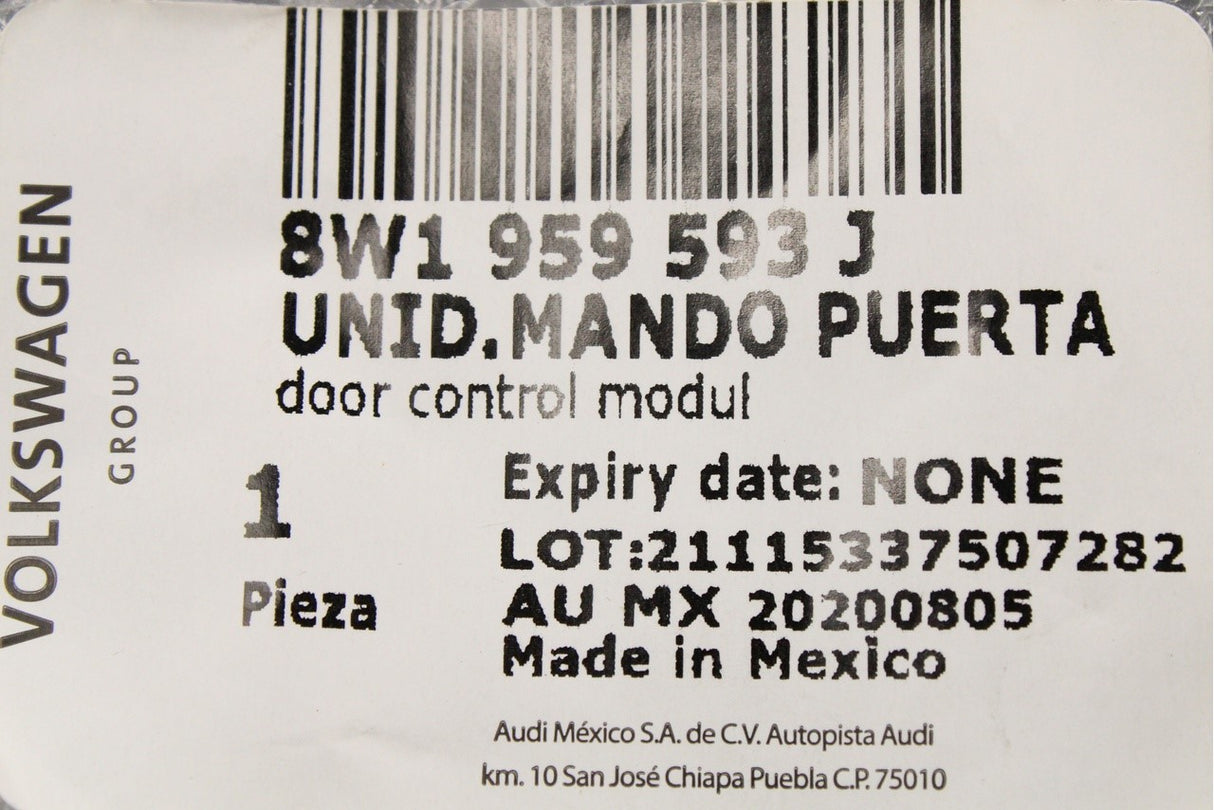 VOLKSWAGEN
GROUP
8W1 959 593 J
UNID.MANDO PUERTA
door control modul
1
Pieza
Expiry date: NONE
LOT:211153337507282
AU MX 20200805
Made in Mexico
Audi México S.A. de C.V. Autopista Audi
km. 10 San José Chiapa Puebla C.P. 75010